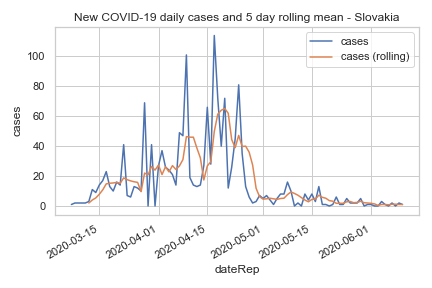 New COVID-19 daily cases and 5 day rolling mean - Slovakia
cases
cases (rolling)
100
80
60
40
20
0
cases
2020-03-15
2020-04-01
2020-04-15
2020-05-01
2020-05-15
2020-06-01
dateRep